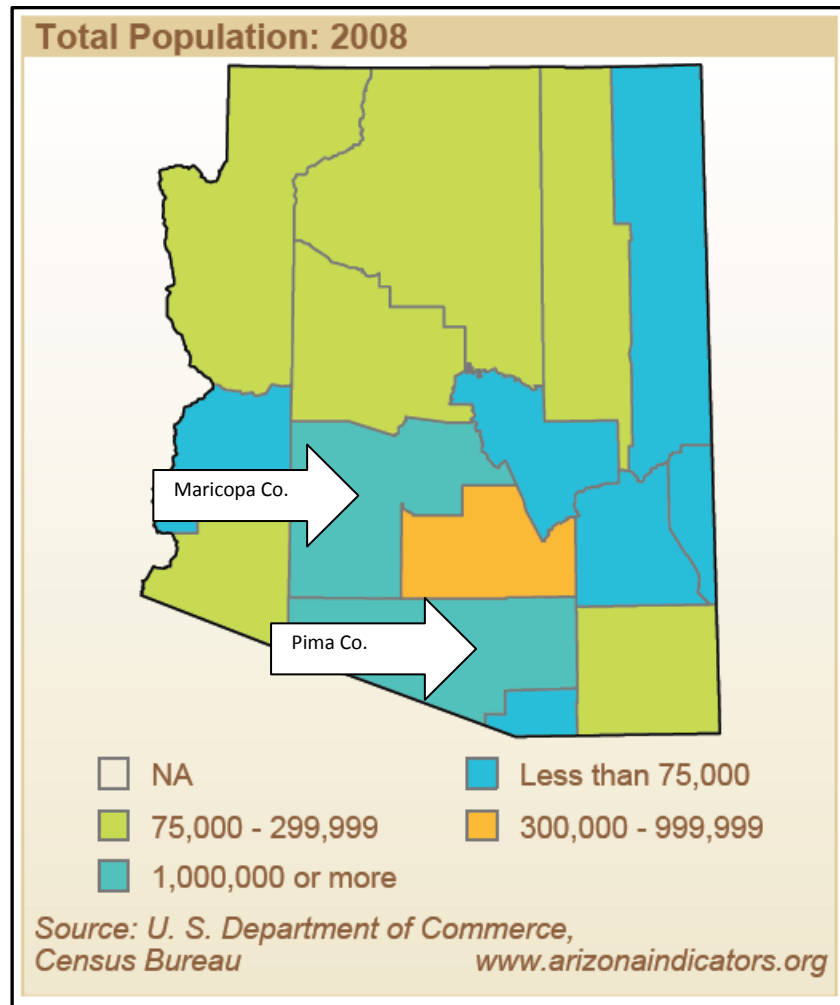 Total Population: 2008
Maricopa Co.
Pima Co.
NA
Less than 75,000
75,000 - 299,999
300,000 - 999,999
1,000,000 or more
Source: U. S. Department of Commerce,
Census Bureau www.arizonaindicators.org